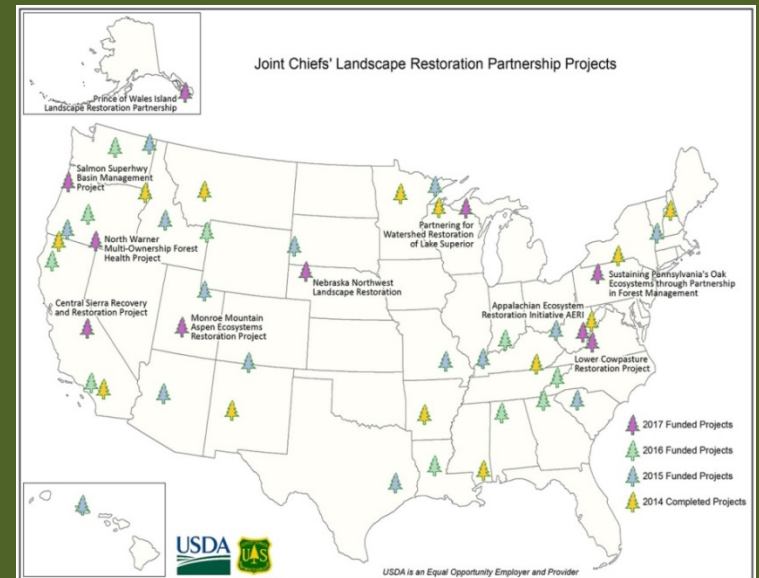 Joint Chiefs' Landscape Restoration Partnership Projects
Prince of Wales Island
Landscape Restoration Partnership
Salmon Superhwy
Basin Management
Project
North Warner
Multi-Ownership Forest
Health Project
Central Sierra Recovery
and Restoration Project
Monroe Mountain
Aspen Ecosystems
Restoration Project
Nebraska Northwest
Landscape Restoration
Partnering for
Watershed Restoration
of Lake Superior
Sustaining Pennsylvania's Oak
Ecosystems through Partnership
in Forest Management
Appalachian Ecosystem
Restoration Initiative AERI
Lower Cowpasture
Restoration Project
2017 Funded Projects
2016 Funded Projects
2015 Funded Projects
2014 Completed Projects
USDA
U S
USDA is an Equal Opportunity Employer and Provider